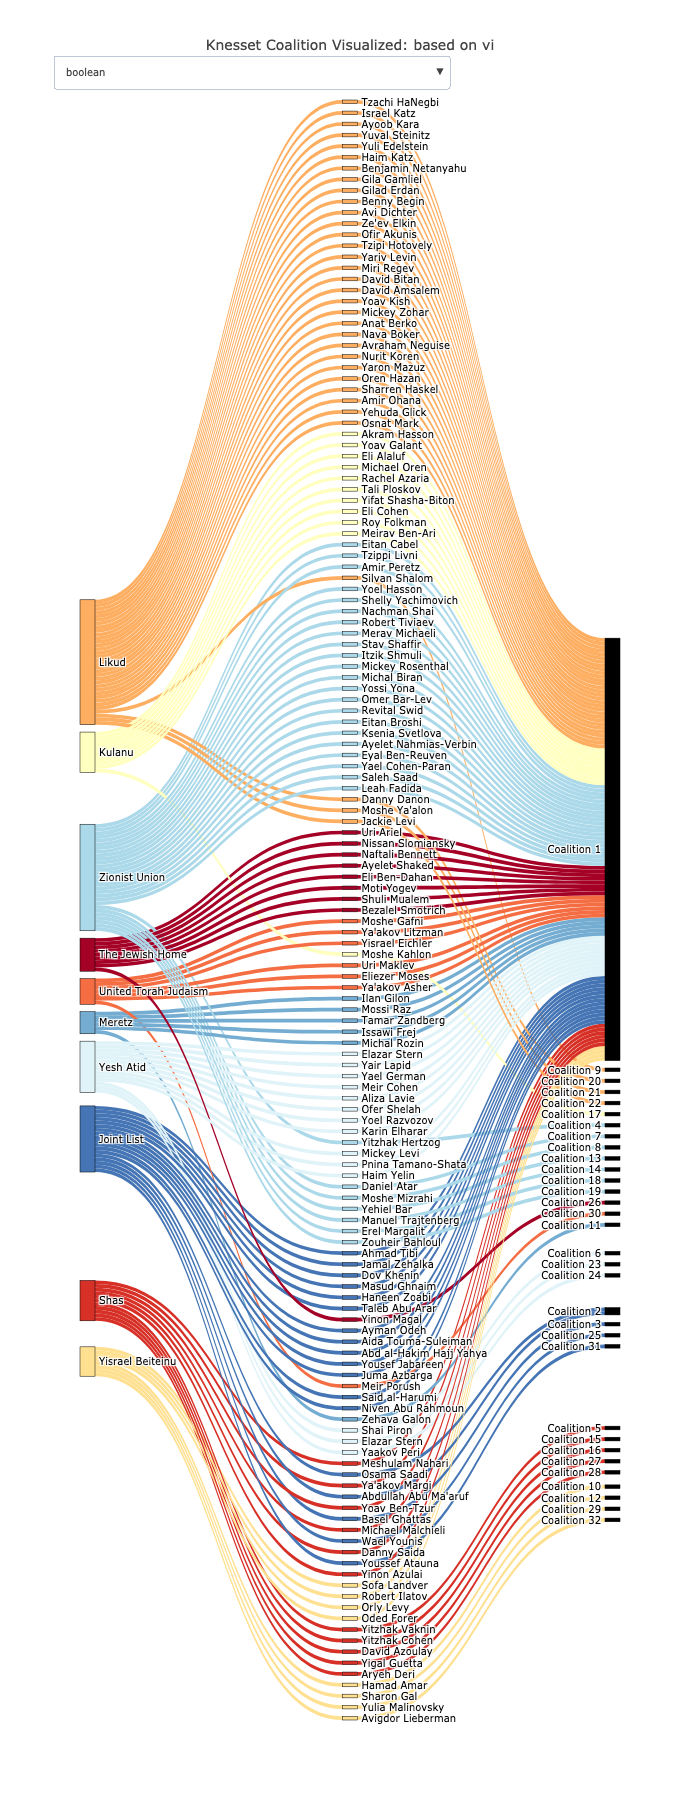 Knesset Coalition Visualized: based on vi
boolean
Tzachi HaNegbi
Israel Katz
Ayoob Kara
Yuval Steinitz
Yuli Edelstein
Haim Katz
Benjamin Netanyahu
Gila Gamliel
Gilad Erdan
Benny Begin
Avi Dichter
Ze'ev Elkin
Ofir Akunis
Tzipi Hotovely
Yariv Levin
Miri Regev
David Bitan
David Amsalem
Yoav Kish
Mickey Zohar
Anat Berko
Nava Boker
Avraham Neguise
Nurit Koren
Yaron Mazuz
Oren Hazan
Sharren Haskel
Amir Ohana
Yehuda Glick
Osnat Mark
Akram Hasson
Yoav Galant
Eli Alaluf
Michael Oren
Rachel Azaria
Tali Ploskov
Yifat Shasha-Biton
Eli Cohen
Roy Folkman
Meirav Ben-Ari
Eitan Cabel
Tzippi Livni
Amir Peretz
Silvan Shalom
Yoel Hasson
Shelly Yachimovich
Nachman Shai
Robert Tiviaev
Merav Michaeli
Stav Shaffir
Itzik Shmuli
Mickey Rosenthal
Michal Biran
Yossi Yona
Omer Bar-Lev
Revital Swid
Eitan Broshi
Ksenia Svetlova
Ayelet Nahmias-Verbin
Eyal Ben-Reuven
Yael Cohen-Paran
Saleh Saad
Leah Fadida
Danny Danon
Moshe Ya'alon
Jackie Levi
Uri Ariel
Nissan Slomiansky
Naftali Bennett
Ayelet Shaked
Eli Ben-Dahan
Moti Yogev
Shuli Mualem
Bezalel Smotrich
Moshe Gafni
Ya'akov Litzman
Yisrael Eichler
Moshe Kahlon
Uri Maklev
Eliezer Moses
Ya'akov Asher
Ilan Gilon
Mossi Raz
Tamar Zandberg
Issawi Frej
Michal Rozin
Elazar Stern
Yair Lapid
Yael German
Meir Cohen
Aliza Lavie
Ofer Shelah
Yoel Razvozov
Karin Elharar
Yitzhak Hertzog
Mickey Levi
Pnina Tamano-Shata
Haim Yelin
Daniel Atar
Moshe Mizrahi
Yehiel Bar
Manuel Trajtenberg
Erel Margalit
Zouheir Bahloul
Ahmad Tibi
Jamal Zehalka
Dov Khenin
Masud Ghnaim
Haneen Zoabi
Taleb Abu Arar
Yinon Magal
Ayman Odeh
Aida Touma-Suleiman
Abd al-Hakim Hajj Yahya
Yousef Jabareen
Juma Azbarga
Meir Porush
Said al-Harumi
Niven Abu Rahmoun
Zehava Galon
Shai Piron
Elazar Stern
Yaakov Peri
Meshulam Nahari
Osama Saadi
Ya'akov Margi
Abdullah Abu Ma'aruf
Yoav Ben-Tzur
Basel Ghattas
Michael Malchieli
Wael Younis
Danny Saida
Youssef Atauna
Yinon Azulai
Sofa Landver
Robert Ilatov
Orly Levy
Oded Forer
Yitzhak Vaknin
Yitzhak Cohen
David Azoulay
Yigal Guetta
Aryeh Deri
Hamad Amar
Sharon Gal
Yulia Malinovsky
Avigdor Lieberman
Likud
Kulanu
Zionist Union
The Jewish Home
United Torah Judaism
Meretz
Yesh Atid
Joint List
Shas
Yisrael Beiteinu
Coalition 1
Coalition 9
Coalition 20
Coalition 21
Coalition 22
Coalition 17
Coalition 4
Coalition 7
Coalition 8
Coalition 13
Coalition 14
Coalition 18
Coalition 19
Coalition 26
Coalition 30
Coalition 11
Coalition 6
Coalition 23
Coalition 24
Coalition 2
Coalition 3
Coalition 25
Coalition 31
Coalition 5
Coalition 15
Coalition 16
Coalition 27
Coalition 28
Coalition 10
Coalition 12
Coalition 29
Coalition 32